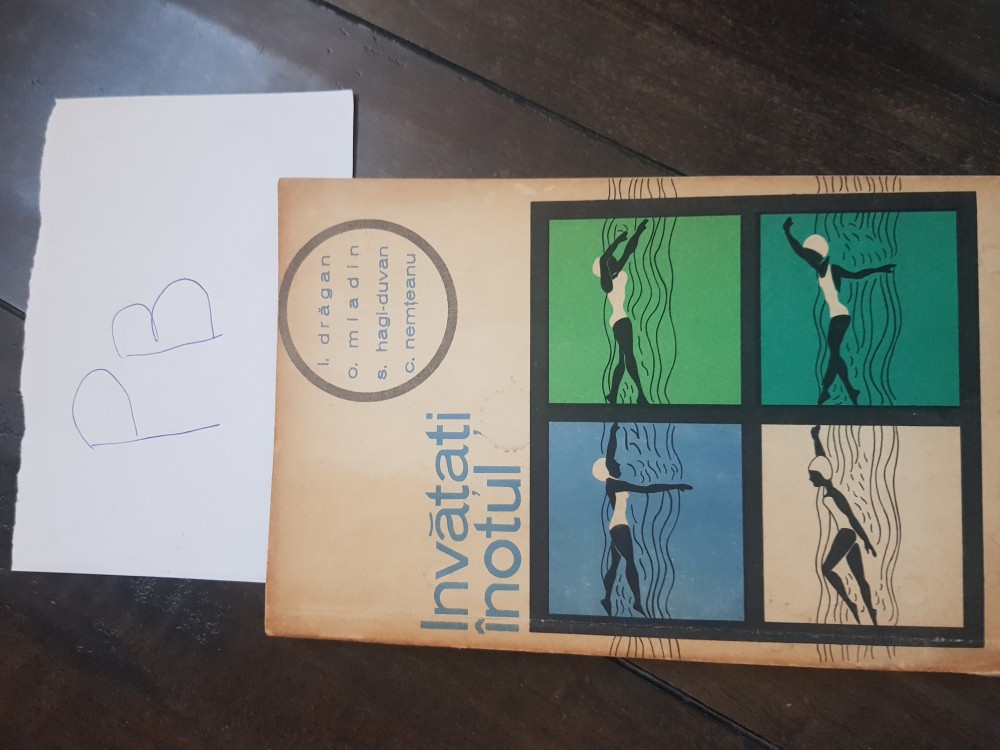 PB
i. drăgan
o. mladin
s. hagi-duvan
c. nemțeanu
Invățați
înotul